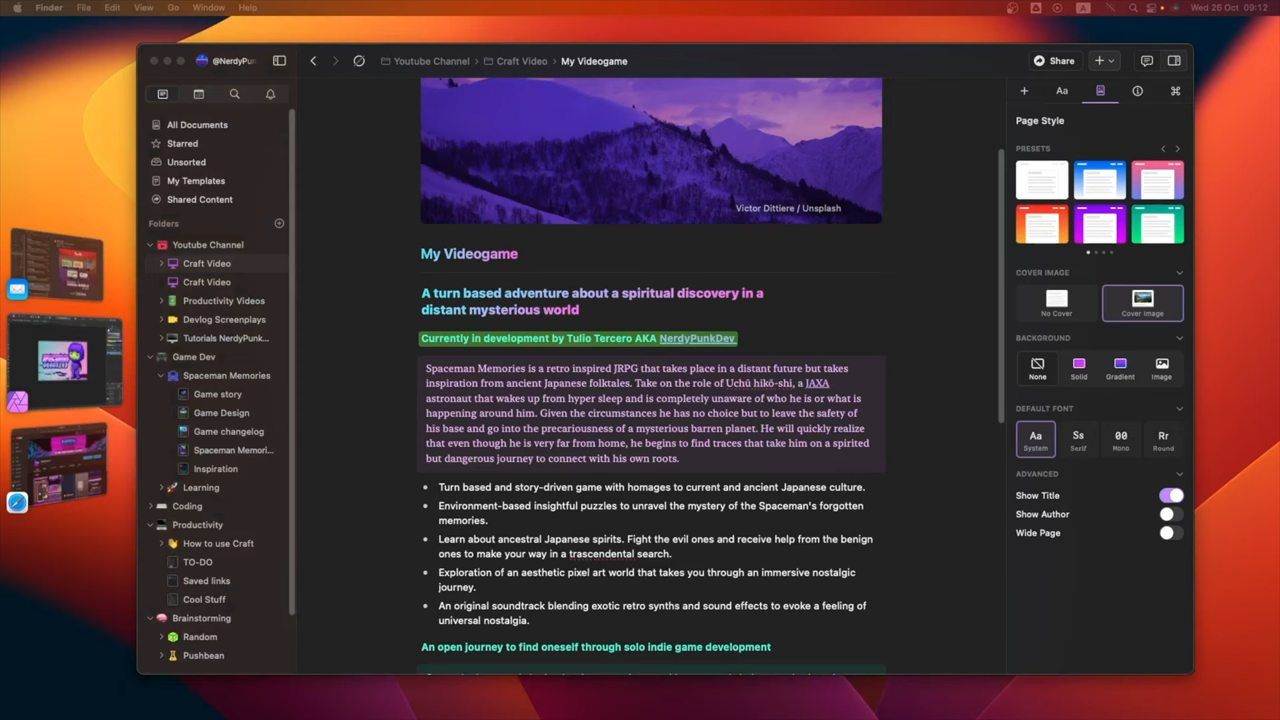 Finder File Edit View Go Window Help
A
Wed 26 Oct 09:12
@NerdyPun
Youtube Channel > Craft Video > My Videogame
Share
All Documents
Starred
Unsorted
My Templates
Shared Content
Folders
Youtube Channel
Craft Video
Craft Video
Productivity Videos
Devlog Screenplays
Tutorials NerdyPunk...
Game Dev
Spaceman Memories
Game story
Game Design
Game changelog
Spaceman Memori...
Inspiration
Learning
Coding
Productivity
How to use Craft
TO-DO
Saved links
Cool Stuff
Brainstorming
Random
Pushbean
Victor Dittiere / Unsplash
My Videogame
A turn based adventure about a spiritual discovery in a
distant mysterious world
Currently in development by Tulio Tercero AKA NerdyPunkDev
Spaceman Memories is a retro inspired JRPG that takes place in a distant future but takes
inspiration from ancient Japanese folktales. Take on the role of Uchū hikō-shi, a JAXA
astronaut that wakes up from hyper sleep and is completely unaware of who he is or what is
happening around him. Given the circumstances he has no choice but to leave the safety of
his base and go into the precariousness of a mysterious barren planet. He will quickly realize
that even though he is very far from home, he begins to find traces that take him on a spirited
but dangerous journey to connect with his own roots.
• Turn based and story-driven game with homages to current and ancient Japanese culture.
• Environment-based insightful puzzles to unravel the mystery of the Spaceman's forgotten
memories.
• Learn about ancestral Japanese spirits. Fight the evil ones and receive help from the benign
ones to make your way in a trascendental search.
• Exploration of an aesthetic pixel art world that takes you through an immersive nostalgic
journey.
• An original soundtrack blending exotic retro synths and sound effects to evoke a feeling of
universal nostalgia.
An open journey to find oneself through solo indie game development
Aa
Page Style
PRESETS
COVER IMAGE
No Cover
Cover Image
BACKGROUND
None Solid Gradient Image
DEFAULT FONT
Aa Ss 00 Rr
System Serif Mono Round
ADVANCED
Show Title
Show Author
Wide Page